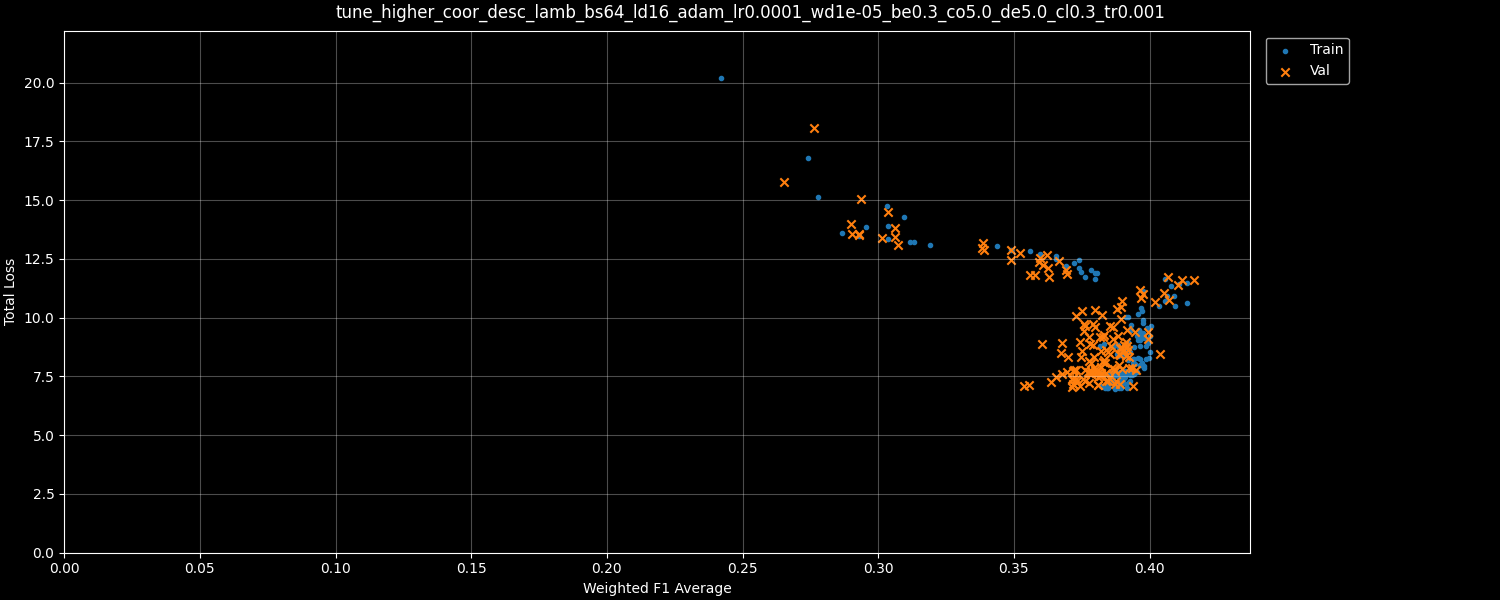 tune_higher_coor_desc_lamb_bs64_ld16_adam_lr0.0001_wd1e-05_be0.3_co5.0_de5.0_cl0.3_tr0.001
Train
Val
20.0
17.5
15.0
12.5
10.0
7.5
5.0
2.5
0.0
Total Loss
0.00 0.05 0.10 0.15 0.20 0.25 0.30 0.35 0.40
Weighted F1 Average